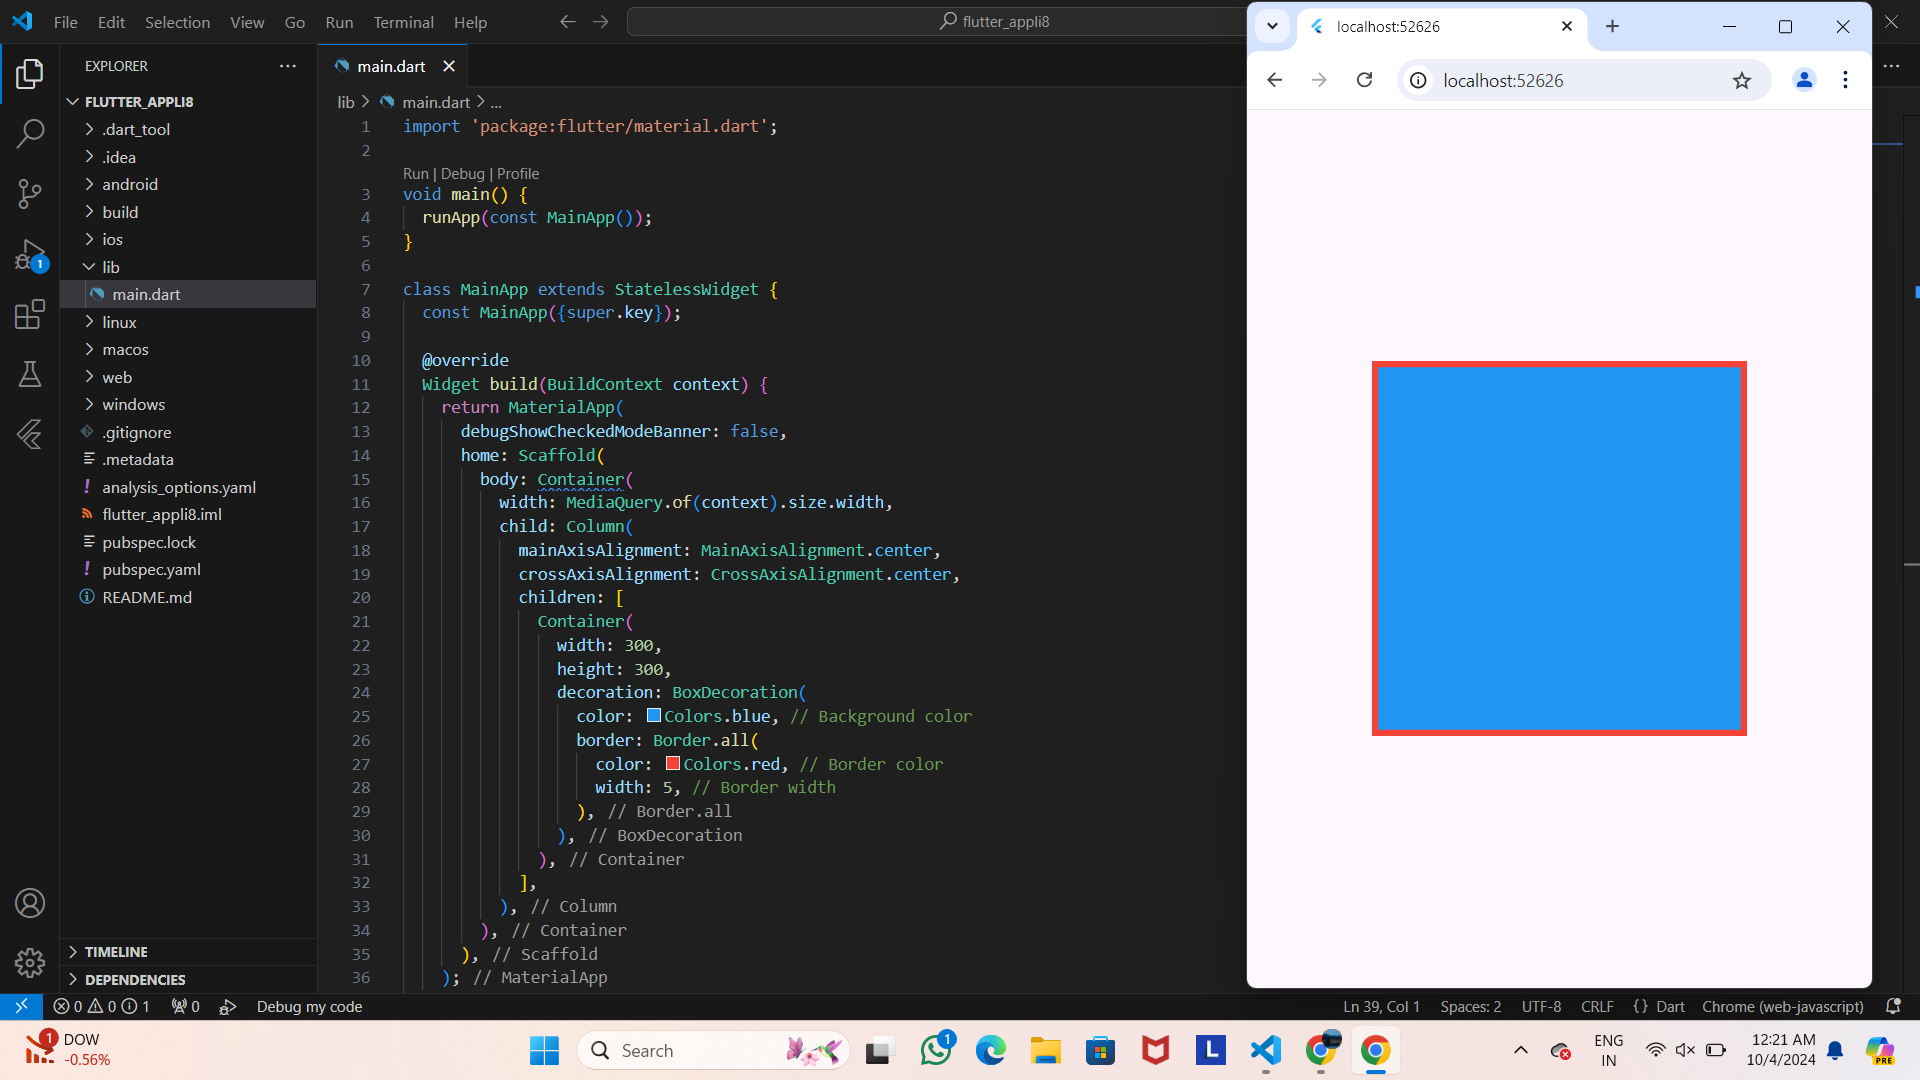 File Edit Selection View Go Run Terminal Help
flutter_appli8
EXPLORER
FLUTTER_APPLI8
.dart_tool
.idea
android
build
ios
lib
main.dart
linux
macos
web
windows
.gitignore
.metadata
analysis_options.yaml
flutter_appli8.iml
pubspec.lock
pubspec.yaml
README.md
TIMELINE
DEPENDENCIES
1
main.dart
lib > main.dart > ...
1 import 'package:flutter/material.dart';
2
Run | Debug | Profile
3 void main() {
4 runApp(const MainApp());
5 }
6
7 class MainApp extends StatelessWidget {
8 const MainApp({super.key});
9
10 @override
11 Widget build(BuildContext context) {
12 return MaterialApp(
13 debugShowCheckedModeBanner: false,
14 home: Scaffold(
15 body: Container(
16 width: MediaQuery.of(context).size.width,
17 child: Column(
18 mainAxisAlignment: MainAxisAlignment.center,
19 crossAxisAlignment: CrossAxisAlignment.center,
20 children: [
21 Container(
22 width: 300,
23 height: 300,
24 decoration: BoxDecoration(
25 color: Colors.blue, // Background color
26 border: Border.all(
27 color: Colors.red, // Border color
28 width: 5, // Border width
29 ), // Border.all
30 ), // BoxDecoration
31 ), // Container
32 ],
33 ), // Column
34 ), // Container
35 ), // Scaffold
36 ); // MaterialApp
localhost:52626
localhost:52626
0 0 1 0 Debug my code
Ln 39, Col 1 Spaces: 2 UTF-8 CRLF {} Dart Chrome (web-javascript)
1
DOW
-0.56%
Search
1
L
ENG
IN
12:21 AM
10/4/2024
PRE